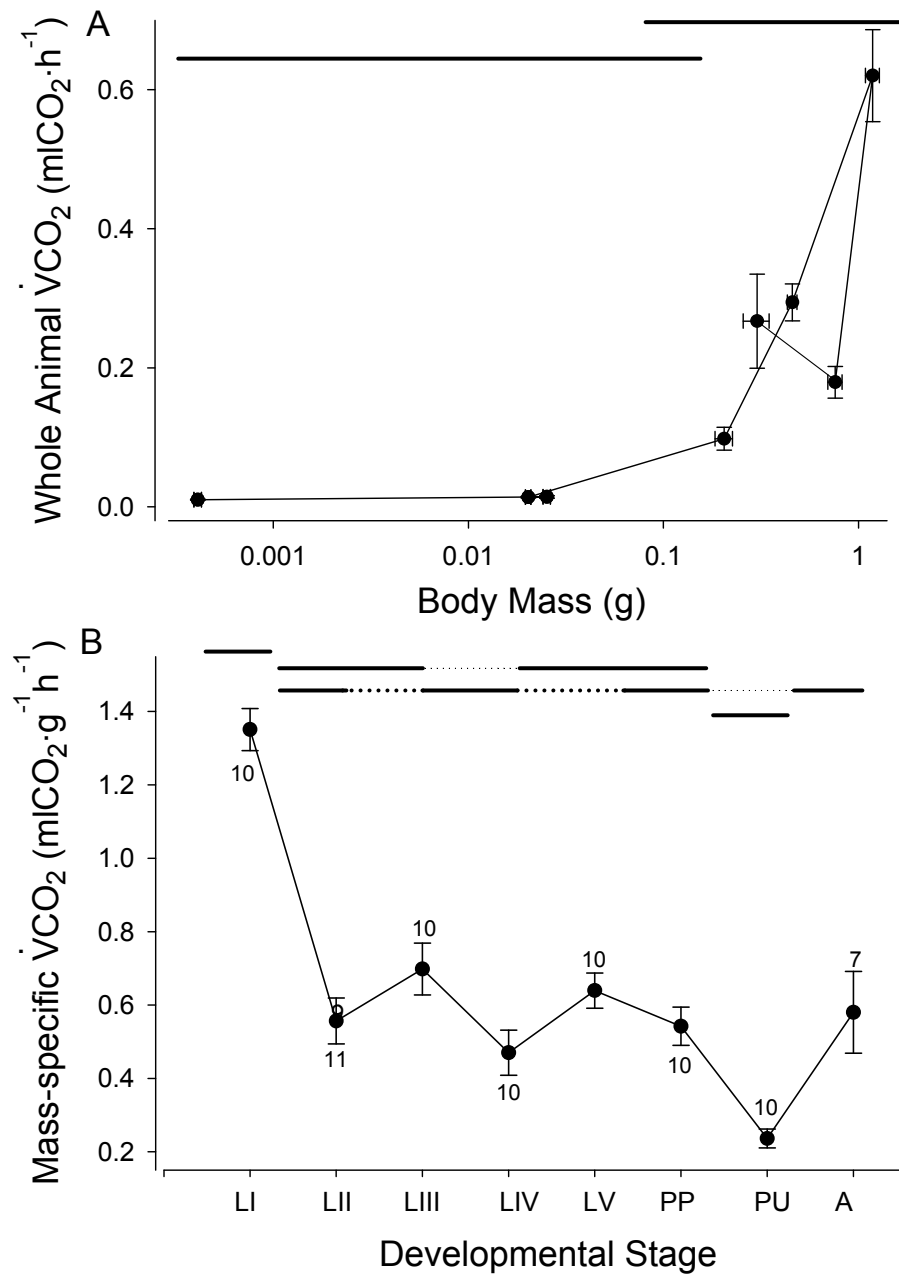 A
Whole Animal V̇CO₂ (mlCO₂·h⁻¹)
0.6
0.4
0.2
0.0
0.001 0.01 0.1 1
Body Mass (g)
B
Mass-specific V̇CO₂ (mlCO₂·g⁻¹h⁻¹)
1.4
1.2
1.0
0.8
0.6
0.4
0.2
10
11
10
10
10
10
10
7
LI LII LIII LIV LV PP PU A
Developmental Stage